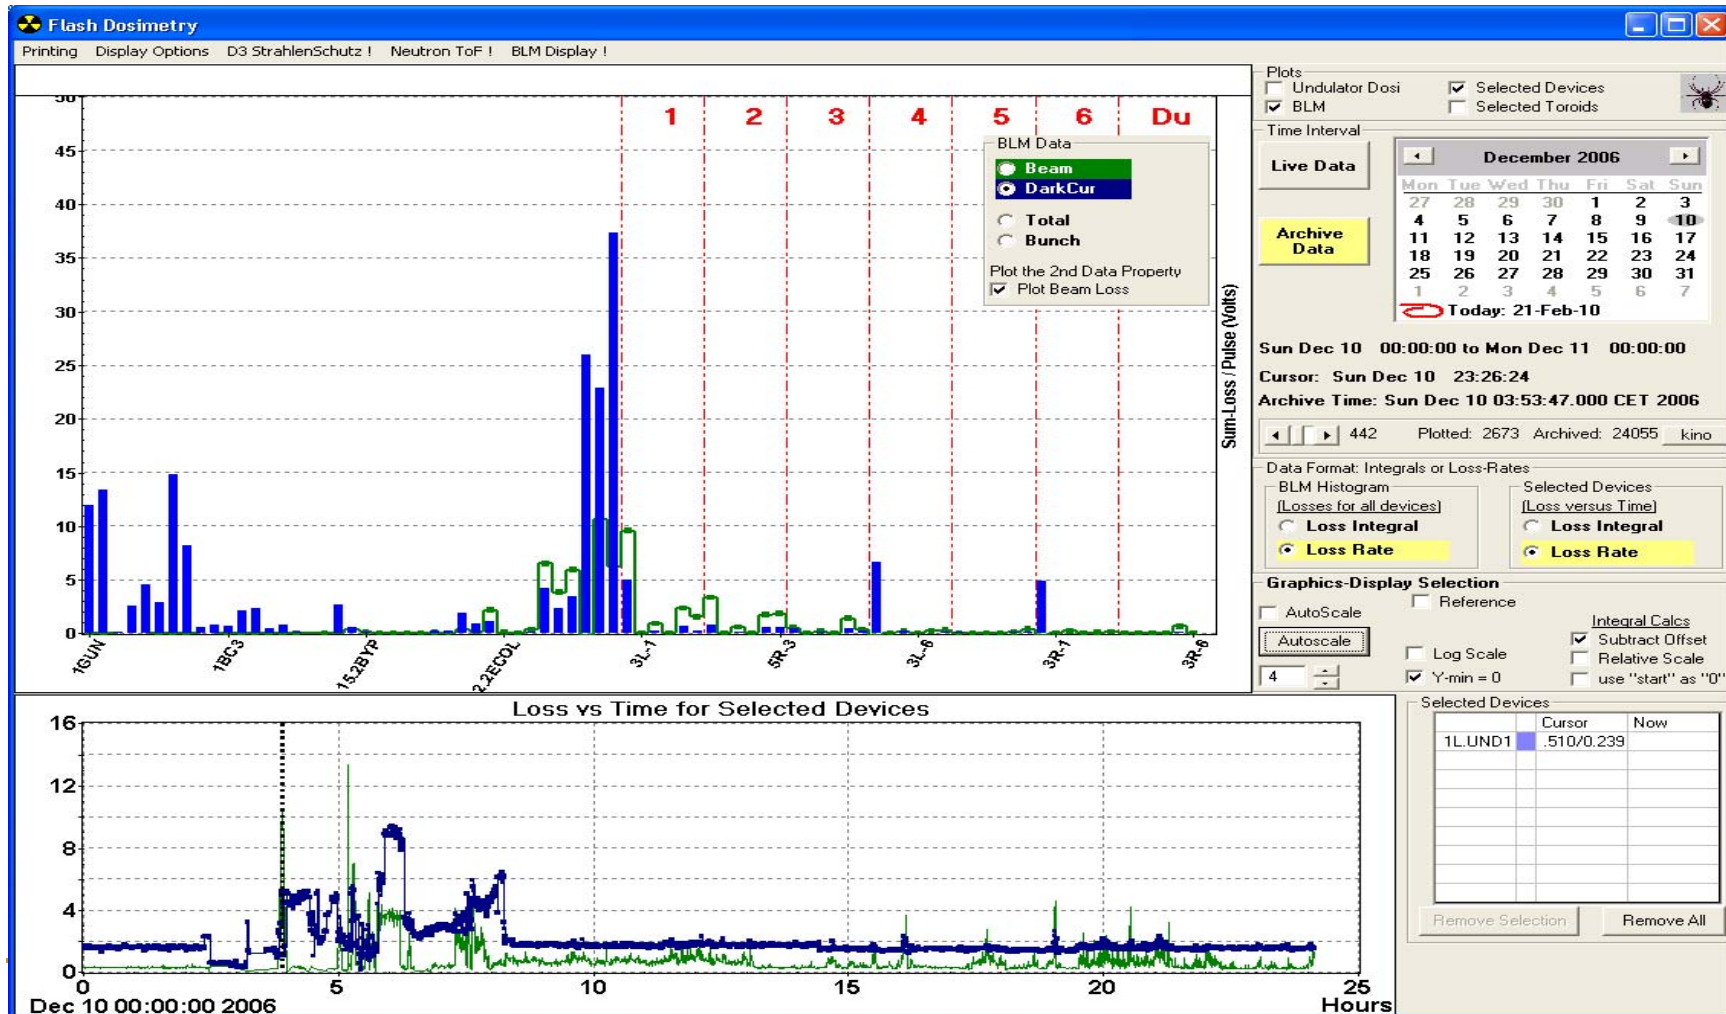 Flash Dosimetry
Printing Display Options D3 StrahlenSchutz ! Neutron ToF ! BLM Display !
50
45
40
35
30
25
20
15
10
5
0
1 2 3 4 5 6 Du
BLM Data
Beam
DarkCur
Total
Bunch
Plot the 2nd Data Property
Plot Beam Loss
Sum-Loss / Pulse (Volts)
1GUN 1BC3 15.2BYP 2.2ECOL 3L-1 5R-3 3L-6 3R-1 3R-6
Plots
Undulator Dosi Selected Devices
BLM Selected Toroids
Time Interval
Live Data
Archive
Data
December 2006
Mon Tue Wed Thu Fri Sat Sun
27 28 29 30 1 2 3
4 5 6 7 8 9 10
11 12 13 14 15 16 17
18 19 20 21 22 23 24
25 26 27 28 29 30 31
1 2 3 4 5 6 7
Today: 21-Feb-10
Sun Dec 10 00:00:00 to Mon Dec 11 00:00:00
Cursor: Sun Dec 10 23:26:24
Archive Time: Sun Dec 10 03:53:47.000 CET 2006
442 Plotted: 2673 Archived: 24055 kino
Data Format: Integrals or Loss-Rates
BLM Histogram
(Losses for all devices)
Loss Integral
Loss Rate
Selected Devices
(Loss versus Time)
Loss Integral
Loss Rate
Graphics-Display Selection
AutoScale
Reference
Autoscale
4
Log Scale
Y-min = 0
Integral Calcs
Subtract Offset
Relative Scale
use "start" as "0"
Loss vs Time for Selected Devices
16
12
8
4
0
0 5 10 15 20 25
Dec 10 00:00:00 2006
Hours
Selected Devices
Cursor Now
1L.UND1 .510/0.239
Remove Selection Remove All